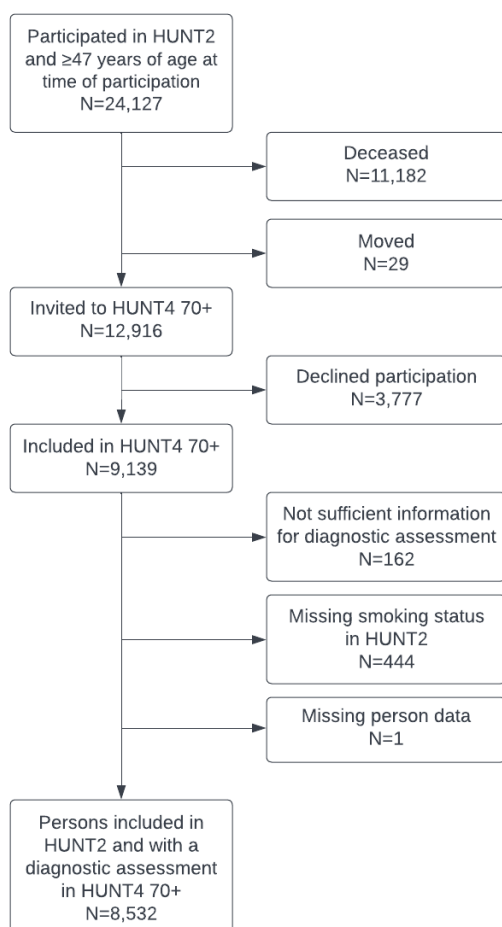 Participated in HUNT2
and ≥47 years of age at
time of participation
N=24,127
Deceased
N=11,182
Moved
N=29
Invited to HUNT4 70+
N=12,916
Declined participation
N=3,777
Included in HUNT4 70+
N=9,139
Not sufficient information
for diagnostic assessment
N=162
Missing smoking status
in HUNT2
N=444
Missing person data
N=1
Persons included in
HUNT2 and with a
diagnostic assessment
in HUNT4 70+
N=8,532